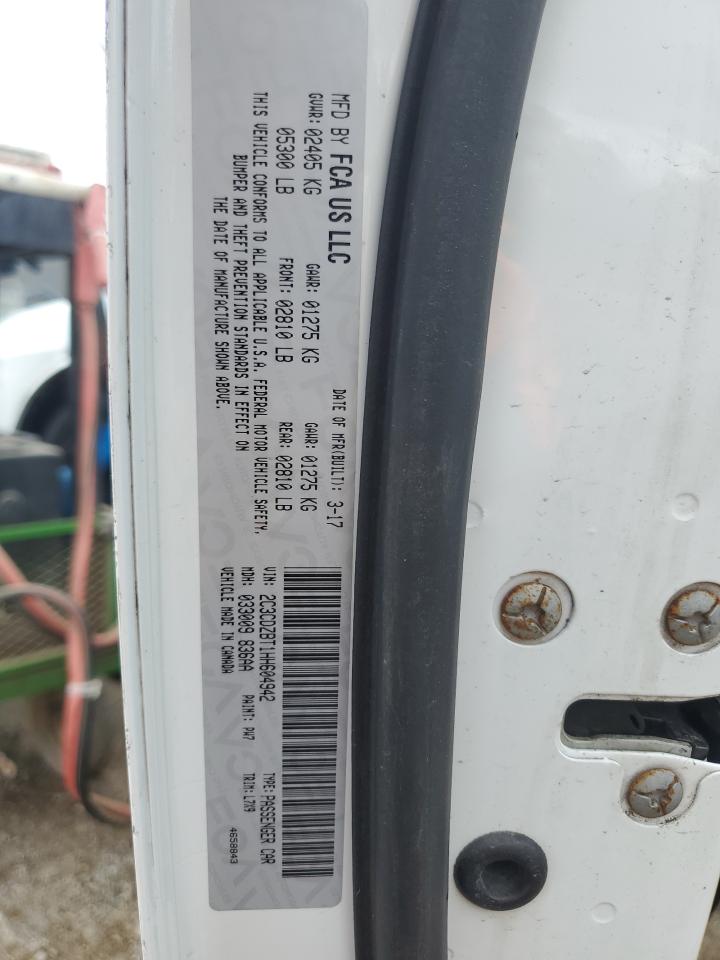 MFD BY FCA US LLC
DATE OF MFR(BUILT): 3-17
GVWR: 02405 KG GAWR: 01275 KG GAWR: 01275 KG
05300 LB FRONT: 02810 LB REAR: 02810 LB
THIS VEHICLE CONFORMS TO ALL APPLICABLE U.S.A. FEDERAL MOTOR VEHICLE SAFETY,
BUMPER AND THEFT PREVENTION STANDARDS IN EFFECT ON
THE DATE OF MANUFACTURE SHOWN ABOVE.
VIN: 2C3CDZBT1HH604942 TYPE: PASSENGER CAR
MDH: 033009 836AA PAINT: PW7 TRIM: L7X9
VEHICLE MADE IN CANADA
4658843